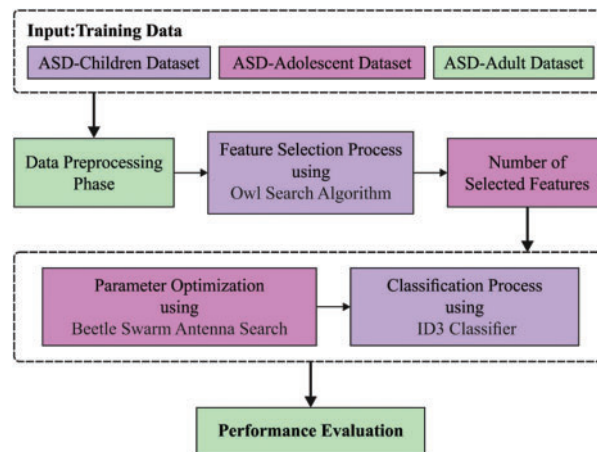 Input:Training Data
ASD-Children Dataset
ASD-Adolescent Dataset
ASD-Adult Dataset
Data Preprocessing
Phase
Feature Selection Process
using
Owl Search Algorithm
Number of
Selected Features
Parameter Optimization
using
Beetle Swarm Antenna Search
Classification Process
using
ID3 Classifier
Performance Evaluation